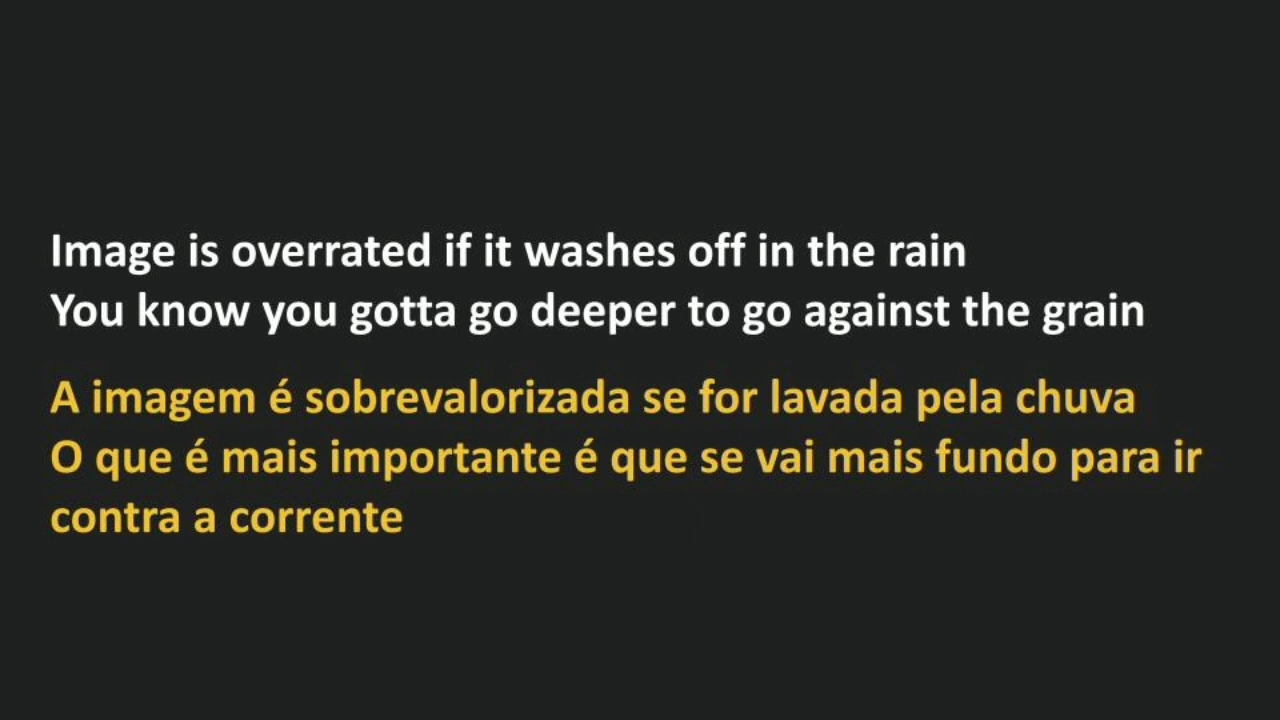 Image is overrated if it washes off in the rain
You know you gotta go deeper to go against the grain
A imagem é sobrevalorizada se for lavada pela chuva
O que é mais importante é que se vai mais fundo para ir
contra a corrente